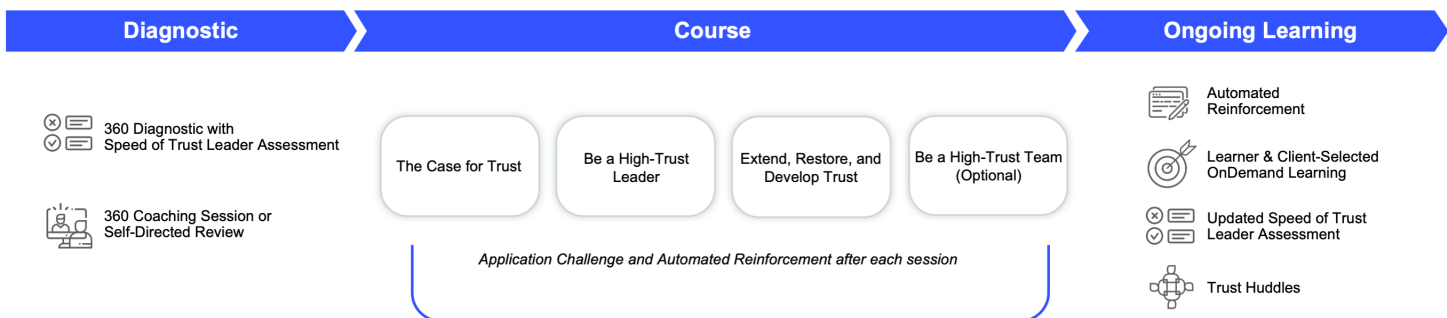 Diagnostic
Course
Ongoing Learning
360 Diagnostic with
Speed of Trust Leader Assessment
360 Coaching Session or
Self-Directed Review
The Case for Trust
Be a High-Trust
Leader
Extend, Restore, and
Develop Trust
Be a High-Trust Team
(Optional)
Application Challenge and Automated Reinforcement after each session
Automated
Reinforcement
Learner & Client-Selected
OnDemand Learning
Updated Speed of Trust
Leader Assessment
Trust Huddles